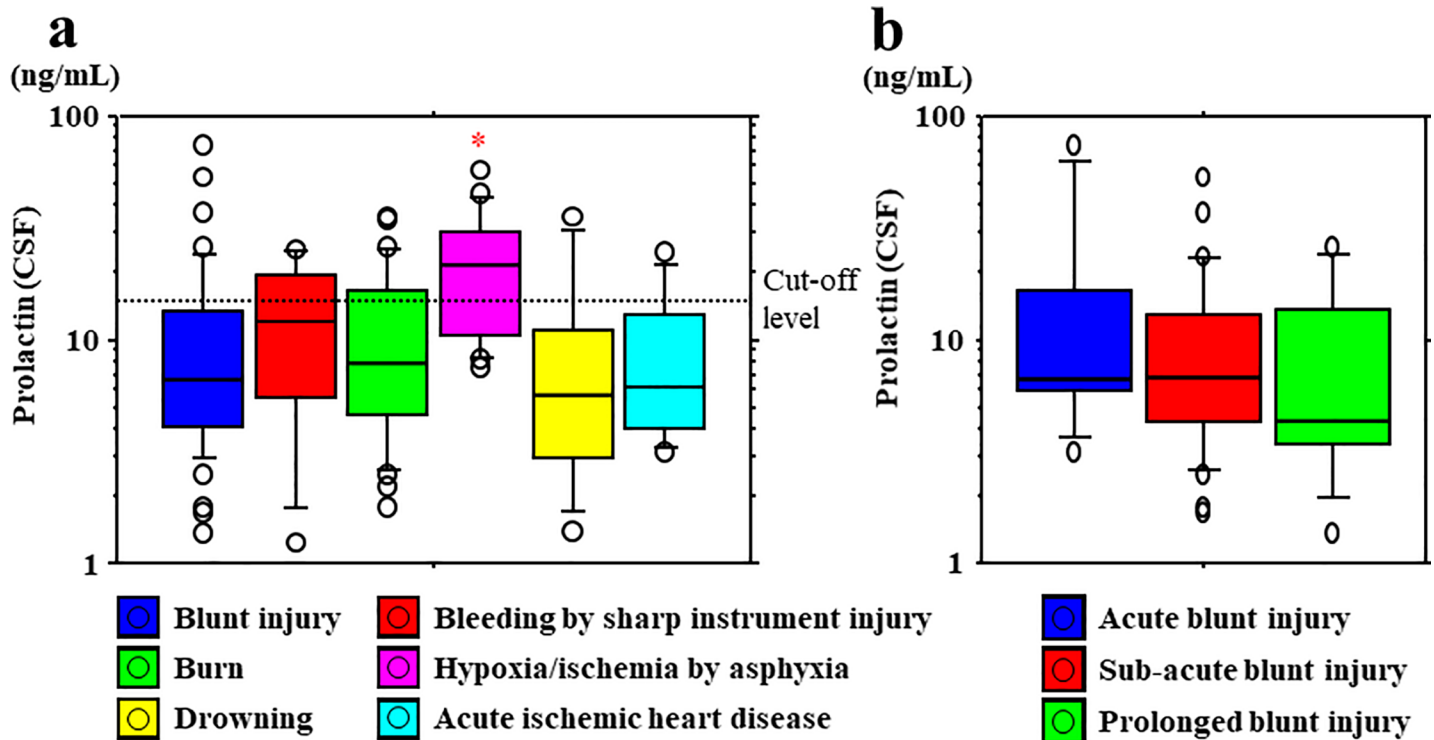 a
(ng/mL)
100
10
1
Prolactin (CSF)
*
Cut-off
level
Blunt injury
Bleeding by sharp instrument injury
Burn
Hypoxia/ischemia by asphyxia
Drowning
Acute ischemic heart disease
b
(ng/mL)
100
10
1
Prolactin (CSF)
Acute blunt injury
Sub-acute blunt injury
Prolonged blunt injury